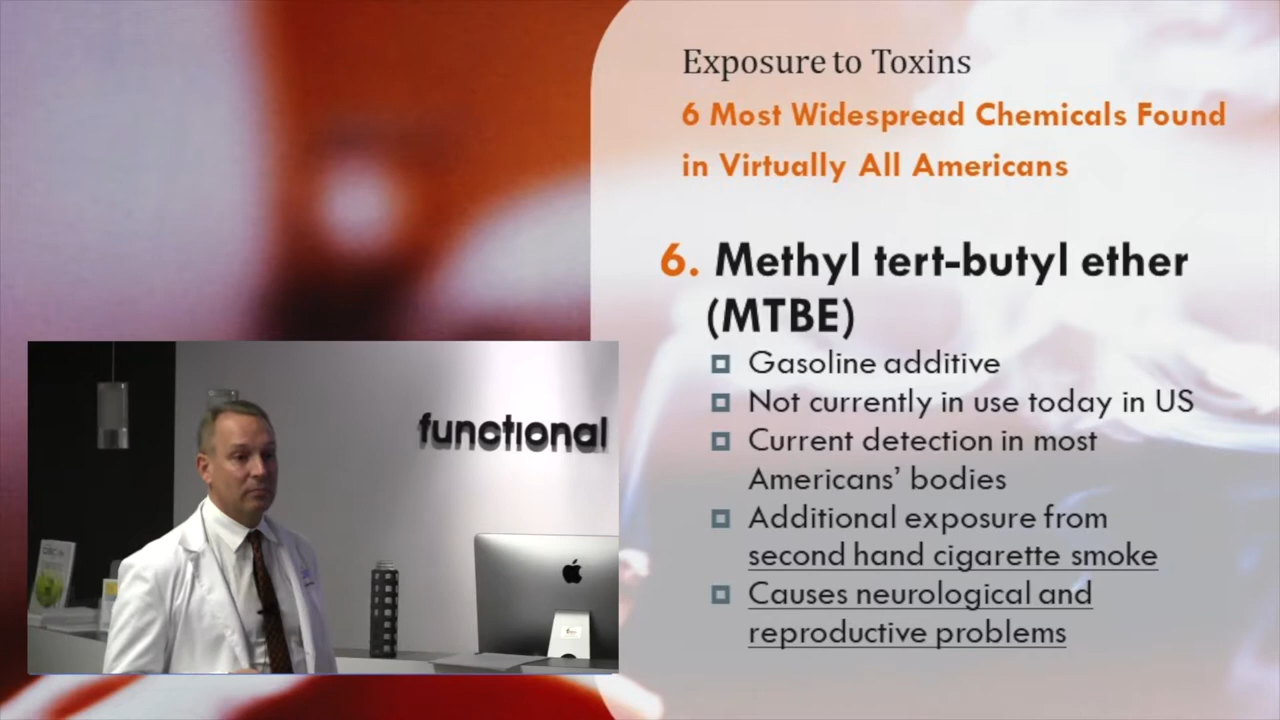 Exposure to Toxins
6 Most Widespread Chemicals Found
in Virtually All Americans
6. Methyl tert-butyl ether
(MTBE)
Gasoline additive
Not currently in use today in US
Current detection in most
Americans’ bodies
Additional exposure from
second hand cigarette smoke
Causes neurological and
reproductive problems
functional